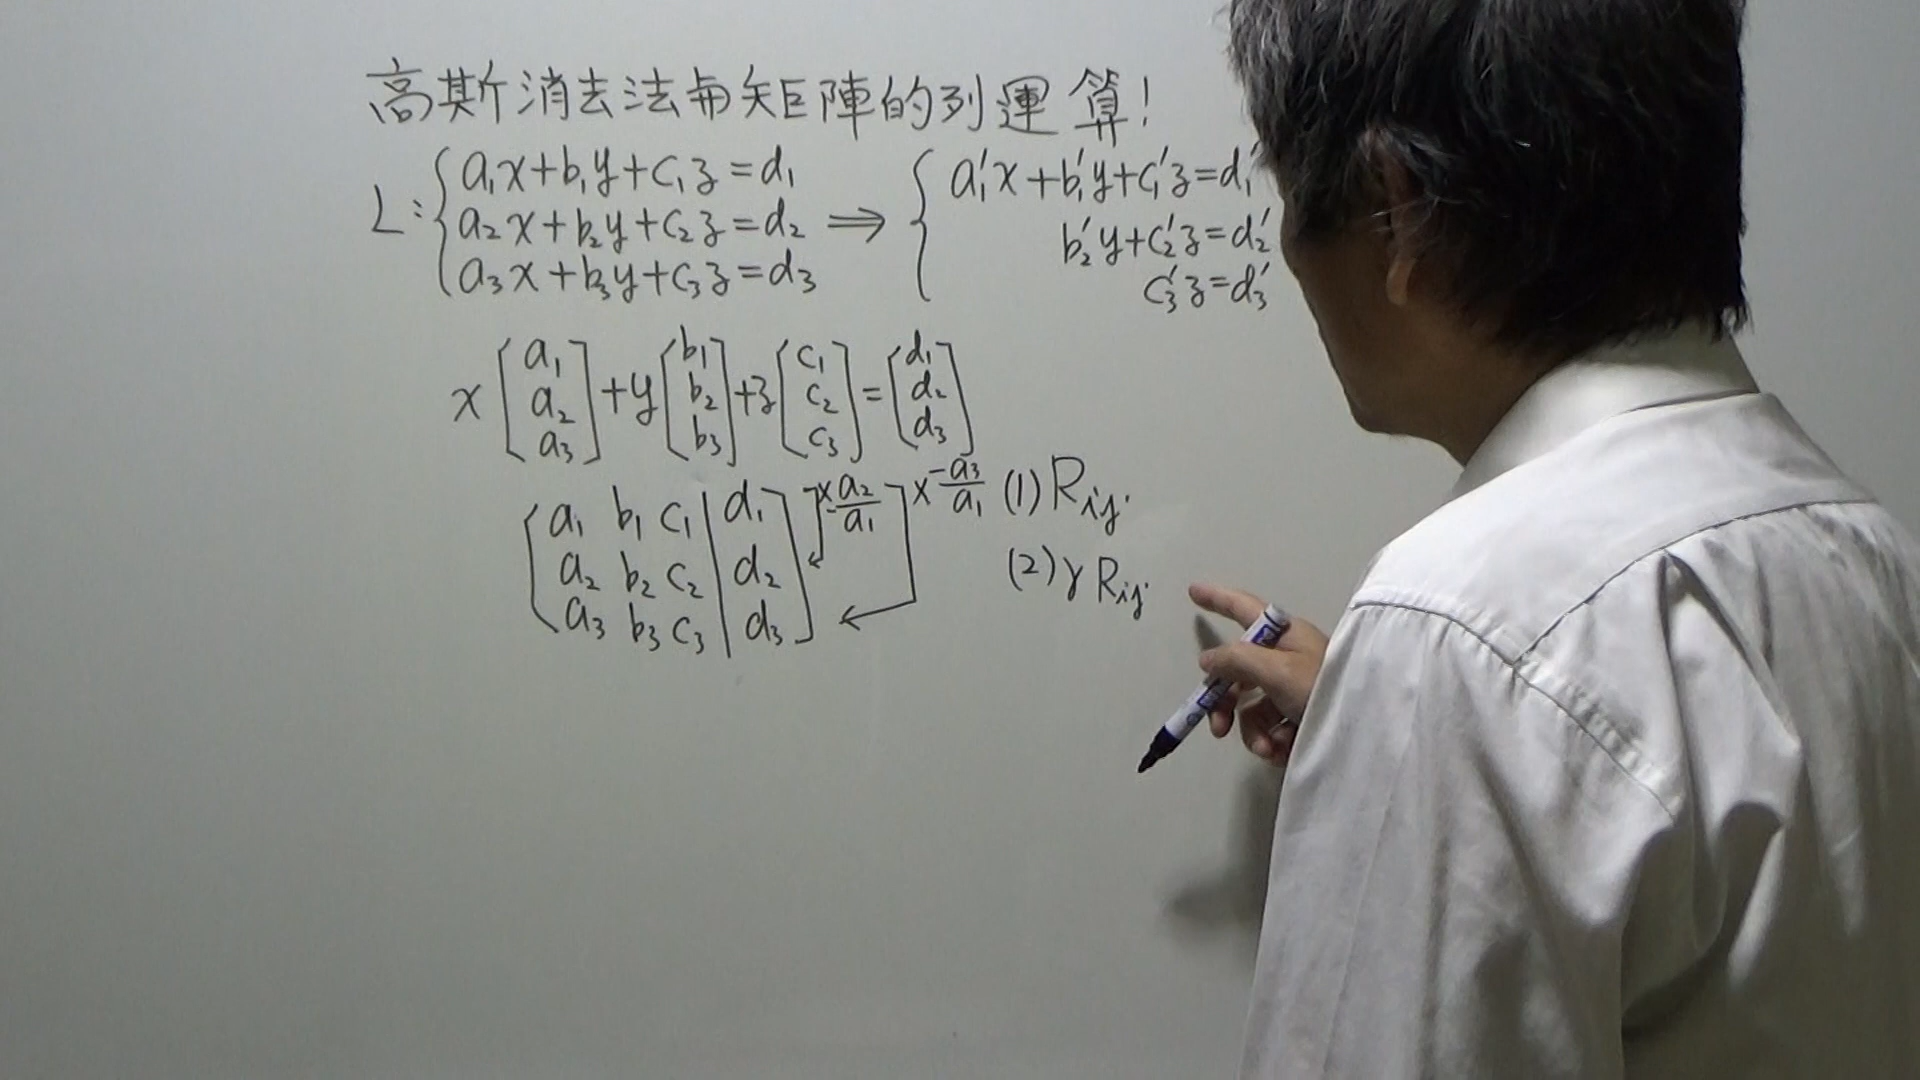 高斯消去法與矩陣的列運算!
L: { a₁x+b₁y+c₁z=d₁ ⇒ { a₁'x+b₁'y+c₁'z=d₁'
a₂x+b₂y+c₂z=d₂ b₂'y+c₂'z=d₂'
a₃x+b₃y+c₃z=d₃ c₃'z=d₃'
x [a₁ a₂ a₃] +y [b₁ b₂ b₃] +z [c₁ c₂ c₃] = [d₁ d₂ d₃]
[a₁ b₁ c₁ | d₁] ×-a₂/a₁ ×-a₃/a₁ (1) Rij
[a₂ b₂ c₂ | d₂] (2) rRij
[a₃ b₃ c₃ | d₃]